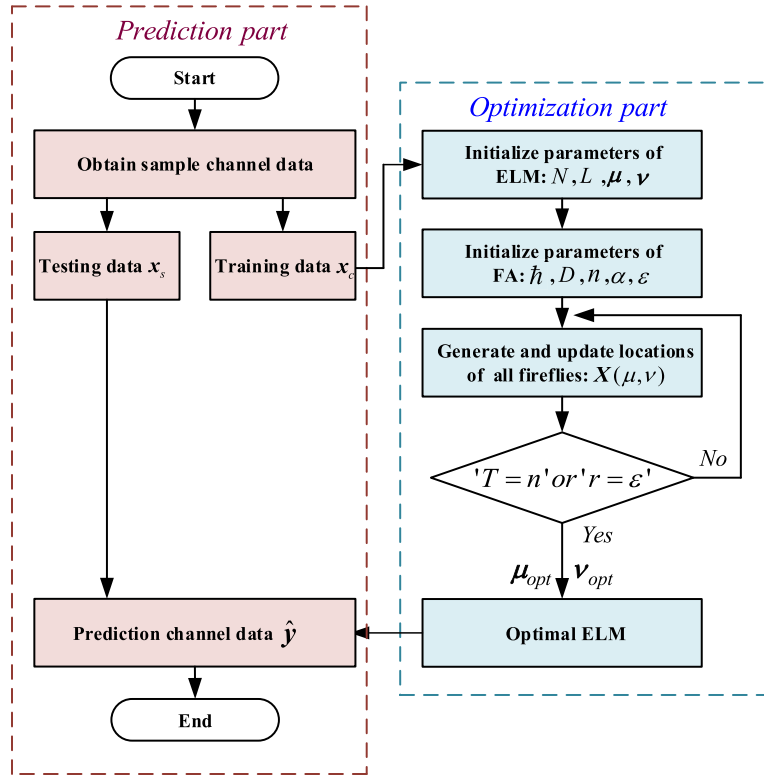 Prediction part
Start
Obtain sample channel data
Testing data xₛ
Training data x_c
Prediction channel data ŷ
End
Optimization part
Initialize parameters of
ELM: N, L, μ, ν
Initialize parameters of
FA: ℏ, D, n, α, ε
Generate and update locations
of all fireflies: X(μ,ν)
'T = n' or 'r = ε'
No
Yes
μ_opt ν_opt
Optimal ELM